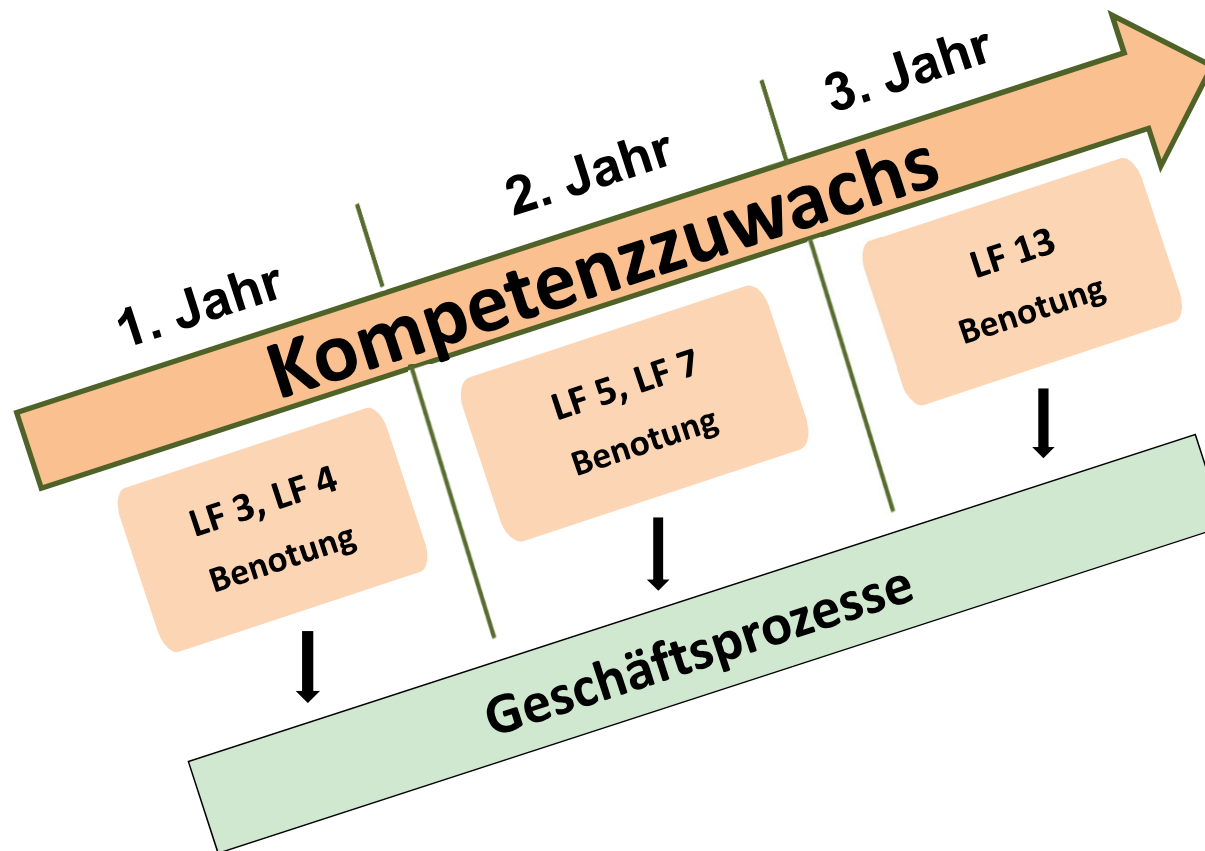 1. Jahr
2. Jahr
3. Jahr
Kompetenzzuwachs
LF 3, LF 4
Benotung
LF 5, LF 7
Benotung
LF 13
Benotung
Geschäftsprozesse